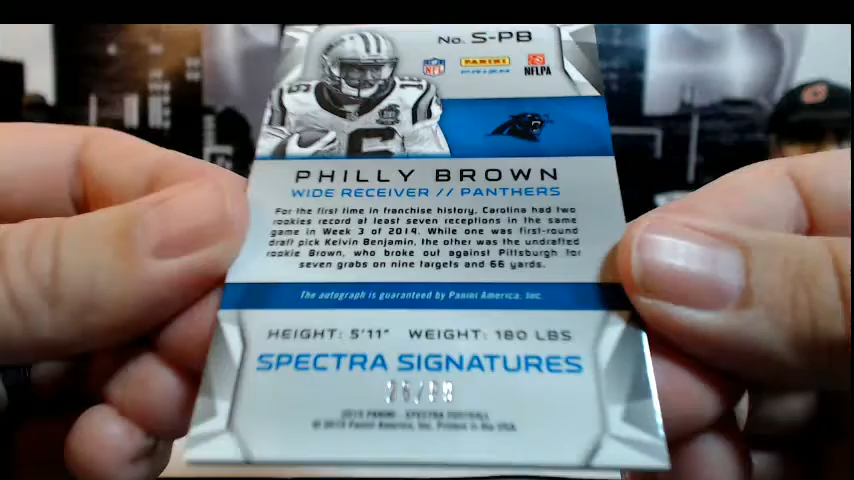 No. S-PB
NFL PANINI NFLPA
PRIZM
16
PHILLY BROWN
WIDE RECEIVER // PANTHERS
For the first time in franchise history, Carolina had two
rookies record at least seven receptions in the same
game in Week 3 of 2014. While one was first-round
draft pick Kelvin Benjamin, the other was the undrafted
rookie Brown, who broke out against Pittsburgh for
seven grabs on nine targets and 66 yards.
The autograph is guaranteed by Panini America, Inc.
HEIGHT: 5'11" WEIGHT: 180 LBS
SPECTRA SIGNATURES
2015 PANINI - SPECTRA FOOTBALL
© 2015 Panini America, Inc. Printed in the USA